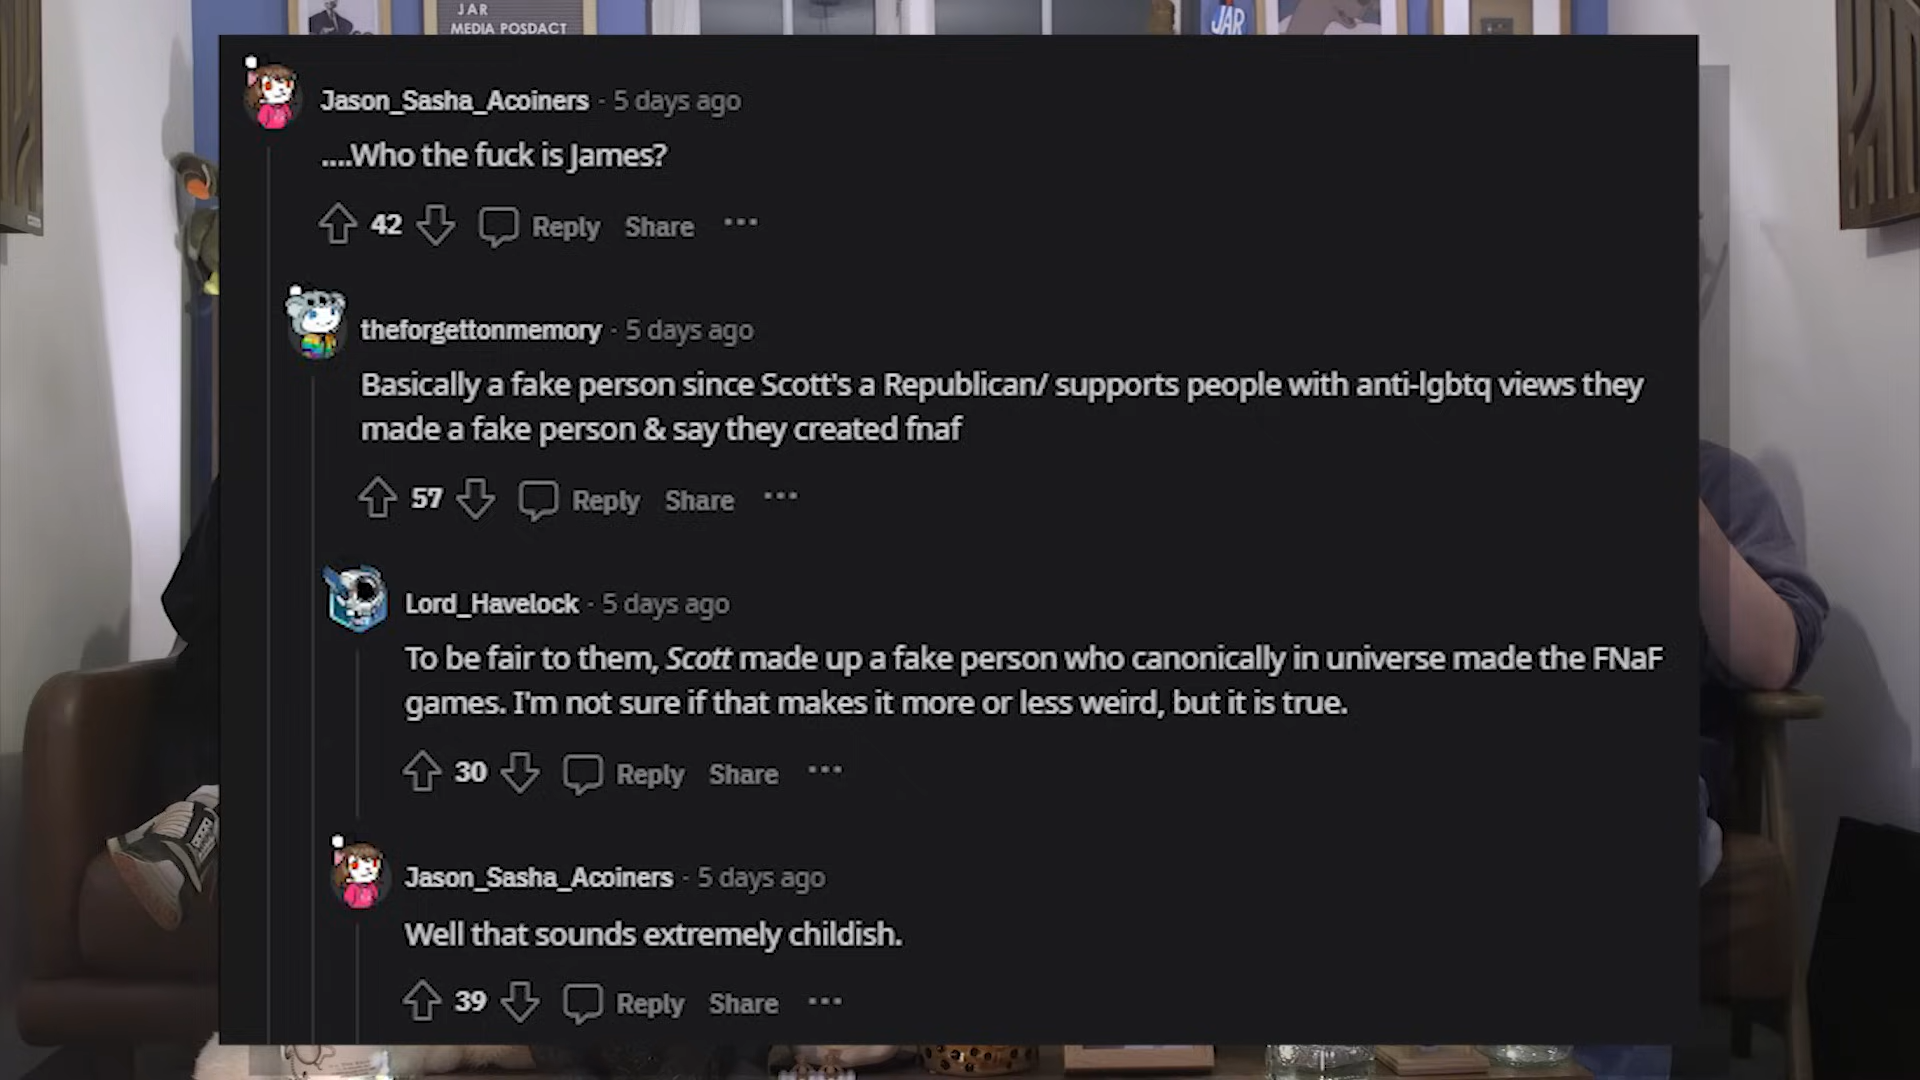 JAR
MEDIA POSDACT
JAR
Jason_Sasha_Acoiners · 5 days ago
....Who the fuck is James?
42 Reply Share ...
theforgettonmemory · 5 days ago
Basically a fake person since Scott's a Republican/ supports people with anti-lgbtq views they
made a fake person & say they created fnaf
57 Reply Share ...
Lord_Havelock · 5 days ago
To be fair to them, Scott made up a fake person who canonically in universe made the FNaF
games. I'm not sure if that makes it more or less weird, but it is true.
30 Reply Share ...
Jason_Sasha_Acoiners · 5 days ago
Well that sounds extremely childish.
39 Reply Share ...